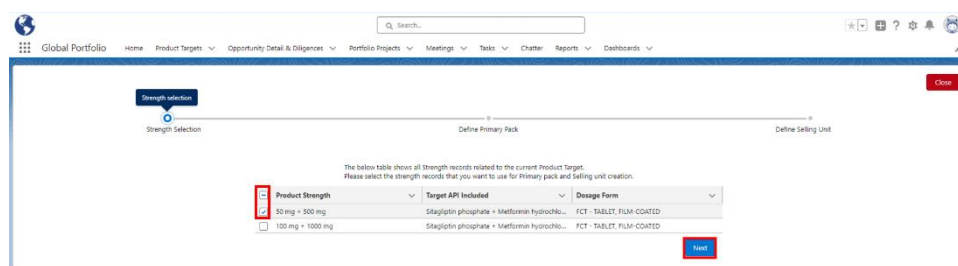 Search...
Global Portfolio Home Product Targets Opportunity Detail & Diligences Portfolio Projects Meetings Tasks Chatter Reports Dashboards
Close
Strength selection
Strength Selection Define Primary Pack Define Selling Unit
The below table shows all Strength records related to the current Product Target.
Please select the strength records that you want to use for Primary pack and Selling unit creation.
Product Strength Target API Included Dosage Form
50 mg + 500 mg Sitagliptin phosphate + Metformin hydrochlo... FCT - TABLET, FILM-COATED
100 mg + 1000 mg Sitagliptin phosphate + Metformin hydrochlo... FCT - TABLET, FILM-COATED
Next